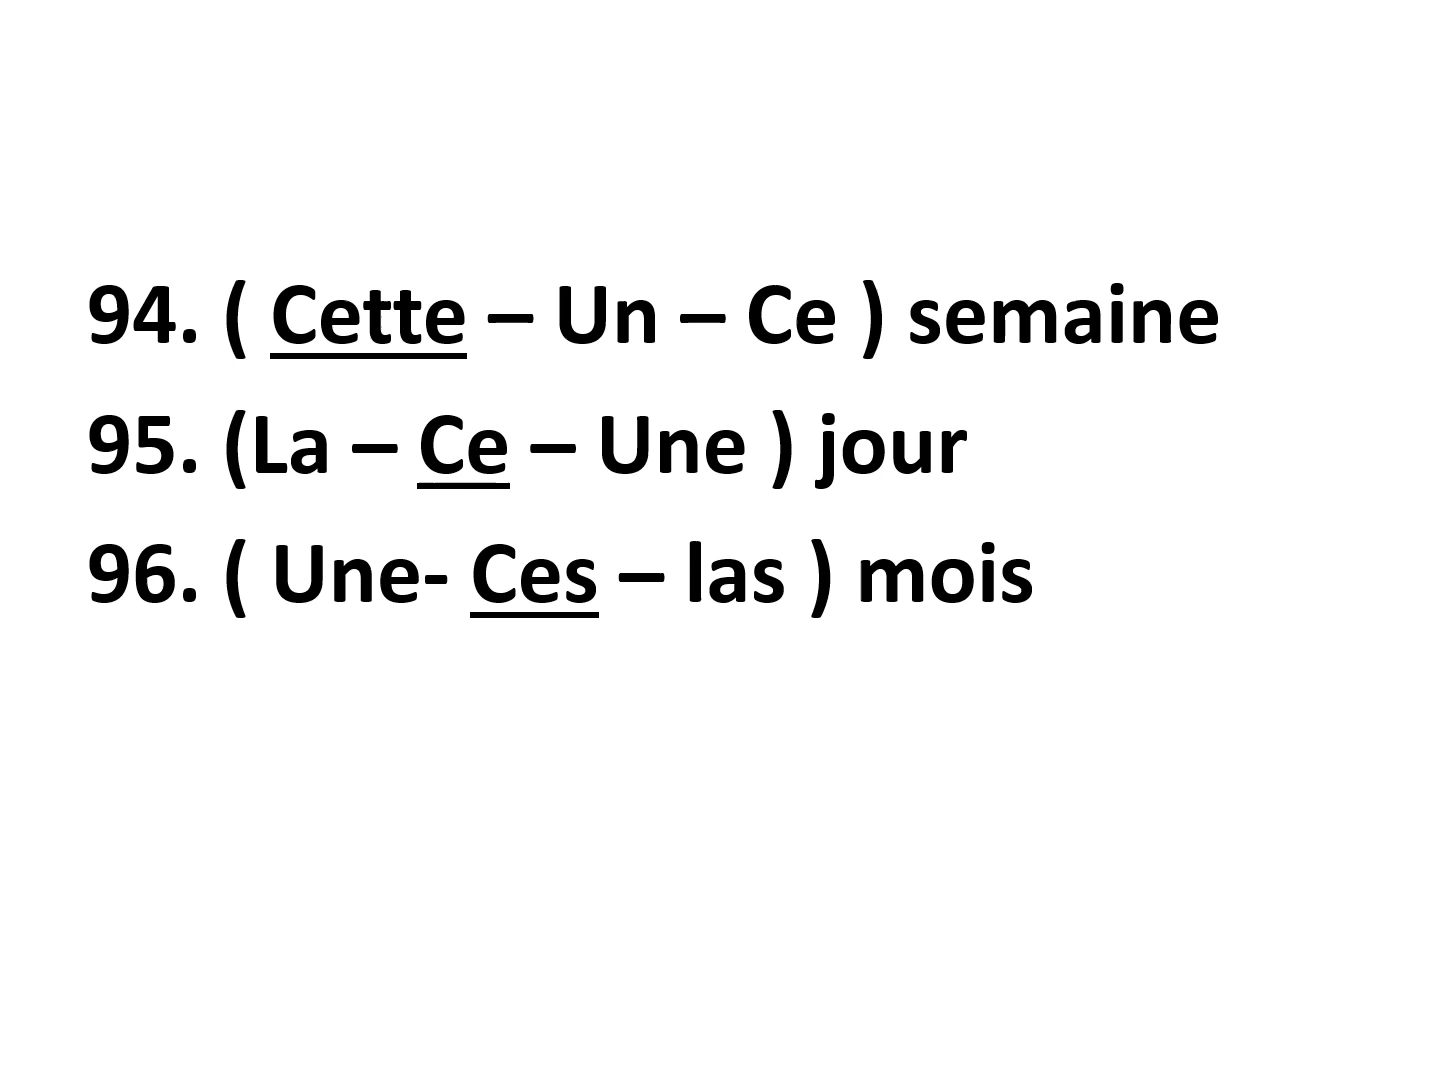 94. ( Cette – Un – Ce ) semaine
95. (La – Ce – Une ) jour
96. ( Une- Ces – las ) mois